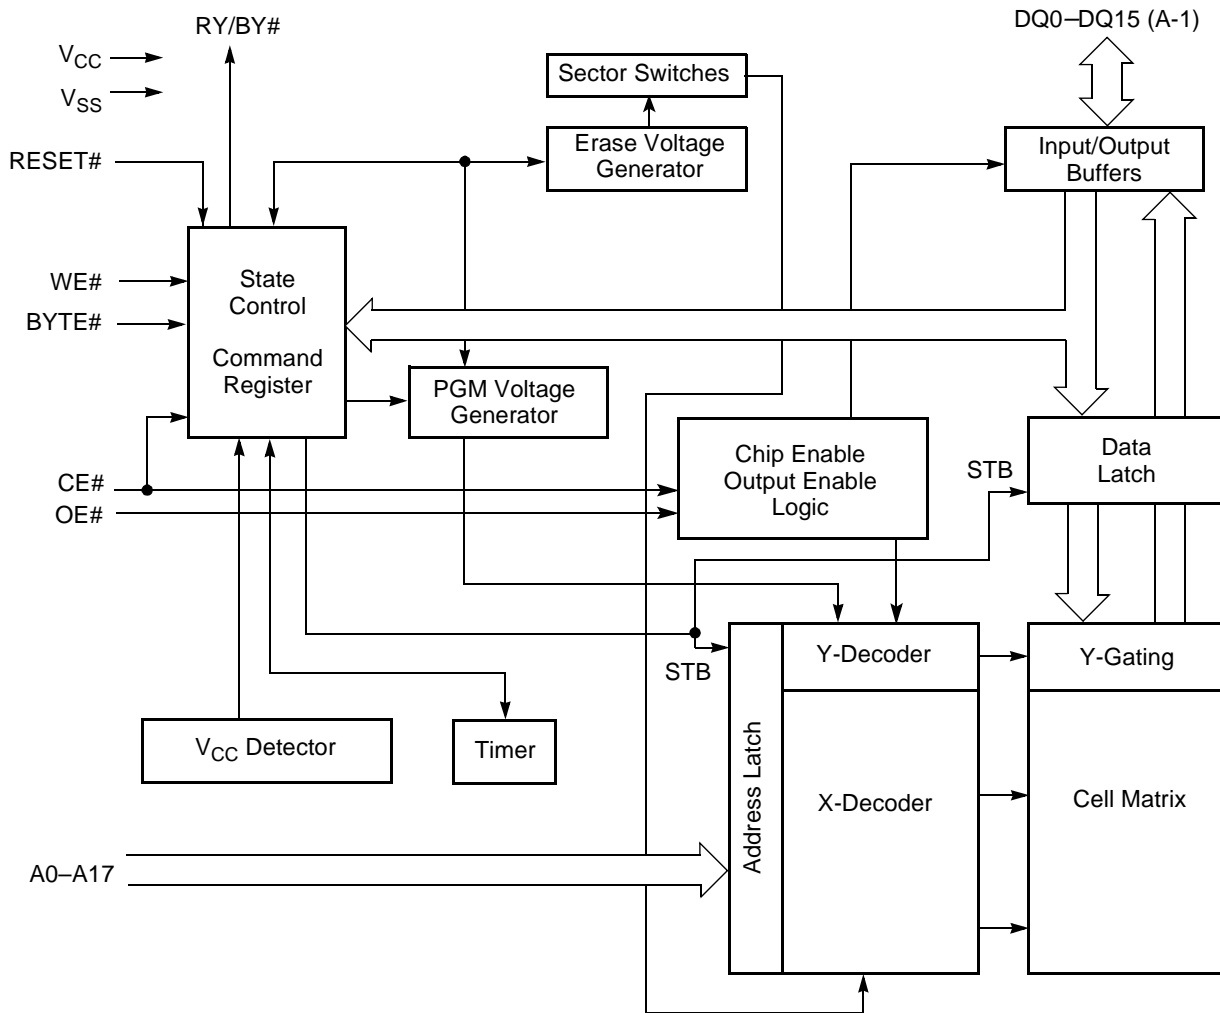 RY/BY#
DQ0–DQ15 (A-1)
VCC
VSS
Sector Switches
Erase Voltage
Generator
Input/Output
Buffers
RESET#
WE#
BYTE#
State
Control
Command
Register
PGM Voltage
Generator
Chip Enable
Output Enable
Logic
Data
Latch
STB
CE#
OE#
STB
Y-Decoder
Y-Gating
VCC Detector
Timer
Address Latch
X-Decoder
Cell Matrix
A0–A17